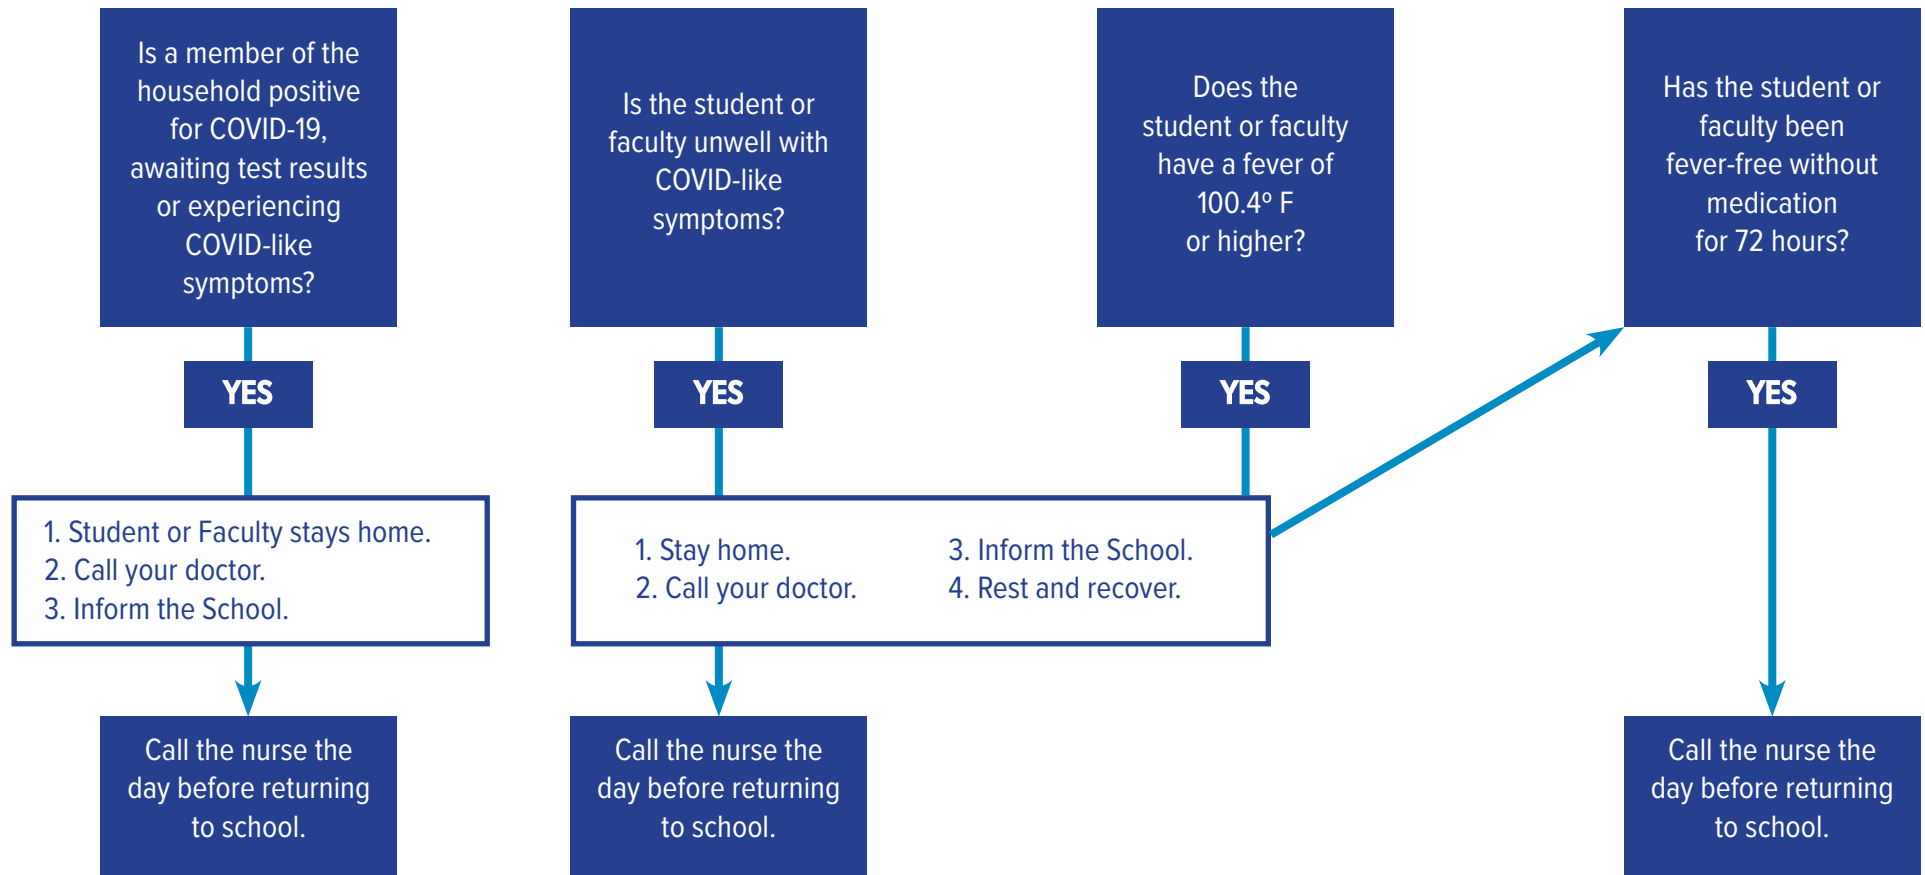 Is a member of the
household positive
for COVID-19,
awaiting test results
or experiencing
COVID-like
symptoms?
YES
1. Student or Faculty stays home.
2. Call your doctor.
3. Inform the School.
Call the nurse the
day before returning
to school.
Is the student or
faculty unwell with
COVID-like
symptoms?
YES
Does the
student or faculty
have a fever of
100.4º F
or higher?
YES
1. Stay home.
2. Call your doctor.
3. Inform the School.
4. Rest and recover.
Call the nurse the
day before returning
to school.
Has the student or
faculty been
fever-free without
medication
for 72 hours?
YES
Call the nurse the
day before returning
to school.